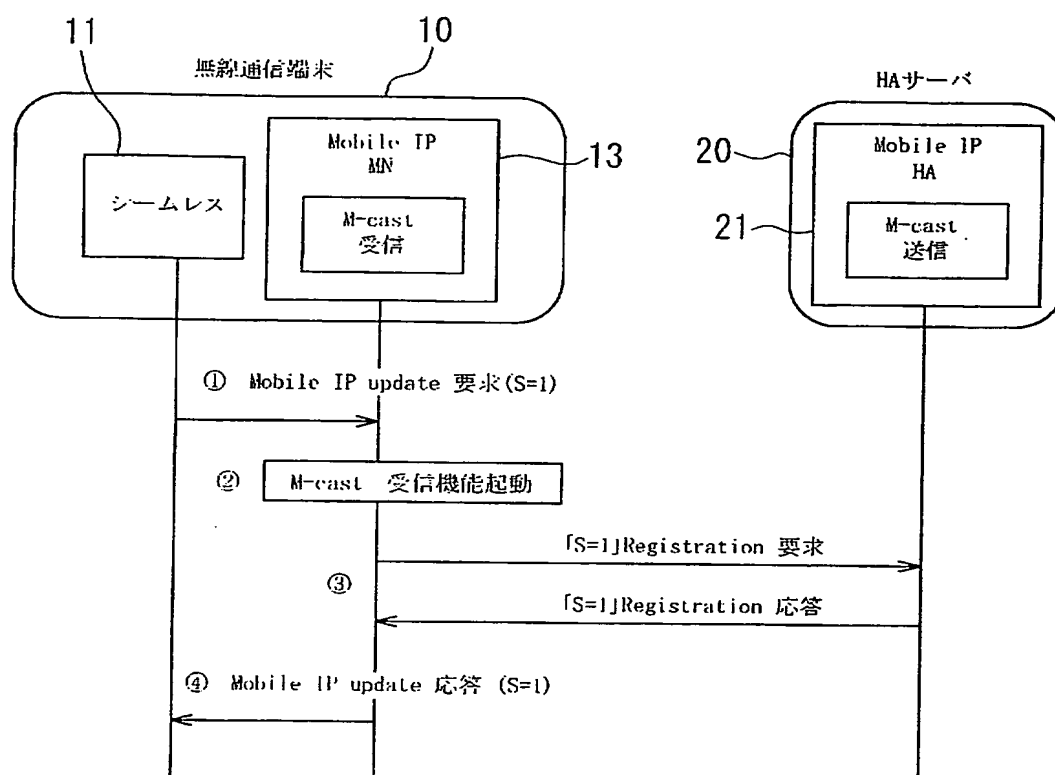 11
10
無線通信端末
HAサーバ
Mobile IP
MN
13
20
Mobile IP
HA
シームレス
M-cast
受信
21
M-cast
送信
① Mobile IP update 要求(S=1)
② M-cast 受信機能起動
「S=1」Registration 要求
③
「S=1」Registration 応答
④ Mobile IP update 応答 (S=1)